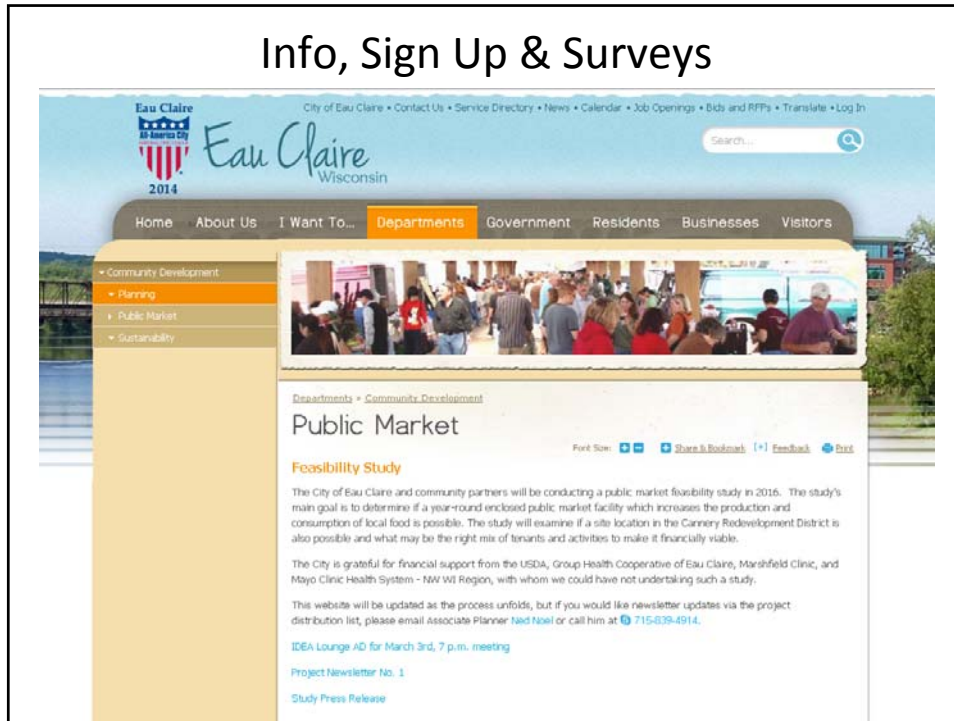 Info, Sign Up & Surveys
Eau Claire
All-America City
2014
Eau Claire
Wisconsin
City of Eau Claire • Contact Us • Service Directory • News • Calendar • Job Openings • Bids and RFPs • Translate • Log In
Search...
Home About Us I Want To... Departments Government Residents Businesses Visitors
Community Development
Planning
Public Market
Sustainability
Departments » Community Development
Public Market
Font Size: + - Share & Bookmark [+] Feedback Print
Feasibility Study
The City of Eau Claire and community partners will be conducting a public market feasibility study in 2016. The study's
main goal is to determine if a year-round enclosed public market facility which increases the production and
consumption of local food is possible. The study will examine if a site location in the Cannery Redevelopment District is
also possible and what may be the right mix of tenants and activities to make it financially viable.
The City is grateful for financial support from the USDA, Group Health Cooperative of Eau Claire, Marshfield Clinic, and
Mayo Clinic Health System - NW WI Region, with whom we could have not undertaking such a study.
This website will be updated as the process unfolds, but if you would like newsletter updates via the project
distribution list, please email Associate Planner Ned Noel or call him at 715-839-4914.
IDEA Lounge AD for March 3rd, 7 p.m. meeting
Project Newsletter No. 1
Study Press Release